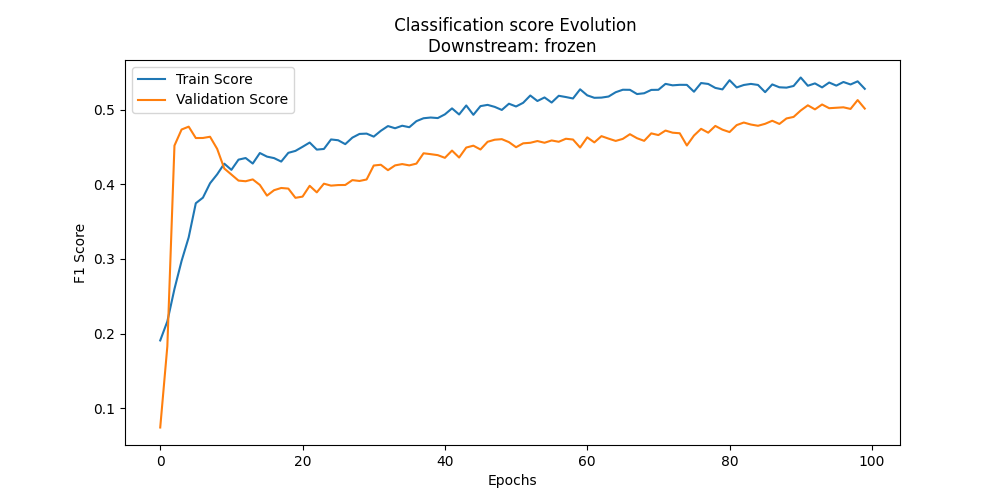 Classification score Evolution
Downstream: frozen
Train Score
Validation Score
F1 Score
0.5
0.4
0.3
0.2
0.1
0 20 40 60 80 100
Epochs